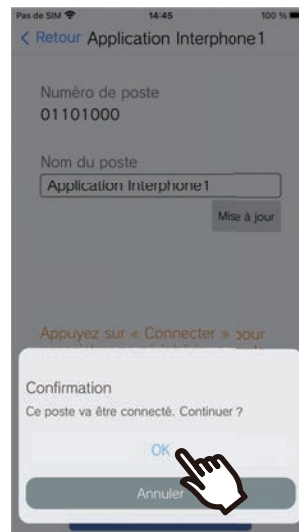 Pas de SIM 14:45 100 %
Retour Application Interphone1
Numéro de poste
01101000
Nom du poste
Application Interphone1
Mise à jour
Appuyez sur « Connecter » pour
Confirmation
Ce poste va être connecté. Continuer ?
OK
Annuler